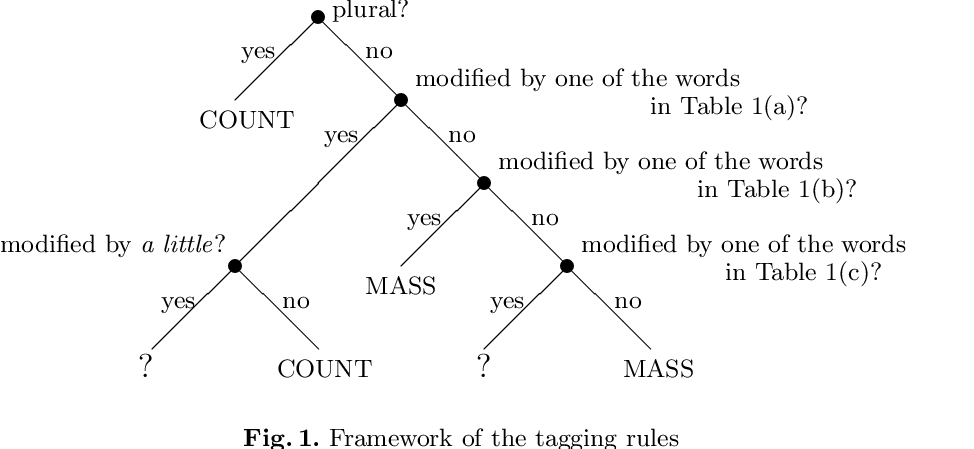 plural?
yes
no
modified by one of the words
in Table 1(a)?
COUNT
yes
no
modified by one of the words
in Table 1(b)?
yes
no
modified by a little?
modified by one of the words
in Table 1(c)?
MASS
yes
no
yes
no
?
COUNT
?
MASS
Fig. 1. Framework of the tagging rules